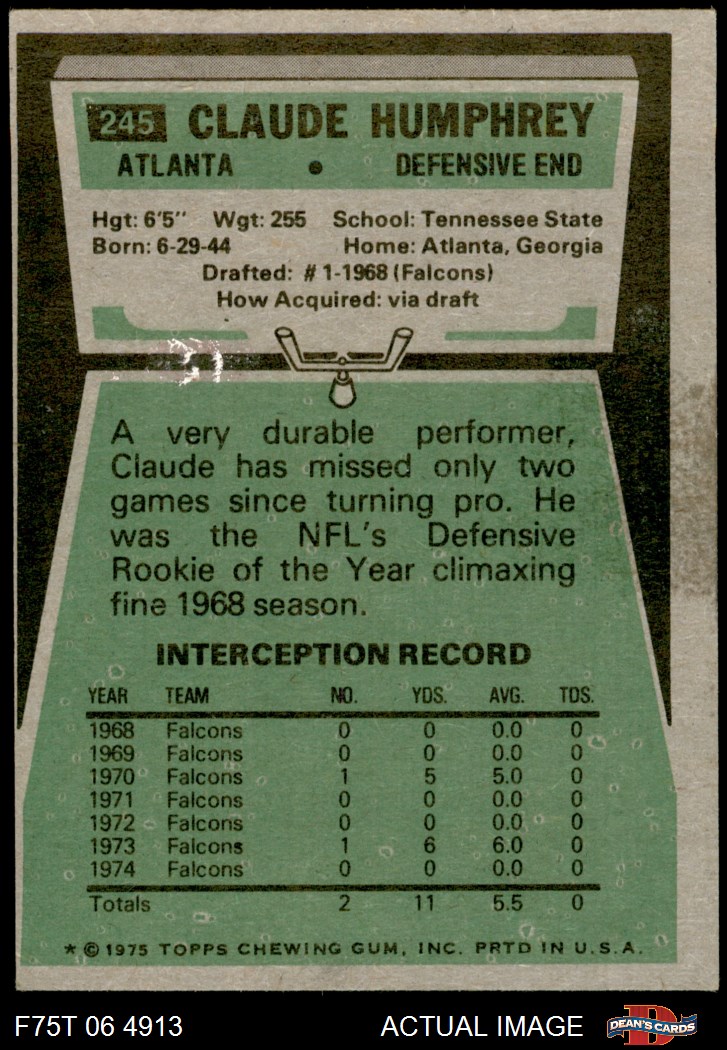 245 CLAUDE HUMPHREY
ATLANTA • DEFENSIVE END
Hgt: 6'5" Wgt: 255 School: Tennessee State
Born: 6-29-44 Home: Atlanta, Georgia
Drafted: #1-1968 (Falcons)
How Acquired: via draft
A very durable performer,
Claude has missed only two
games since turning pro. He
was the NFL's Defensive
Rookie of the Year climaxing
fine 1968 season.
INTERCEPTION RECORD
YEAR TEAM NO. YDS. AVG. TDS.
1968 Falcons 0 0 0.0 0
1969 Falcons 0 0 0.0 0
1970 Falcons 1 5 5.0 0
1971 Falcons 0 0 0.0 0
1972 Falcons 0 0 0.0 0
1973 Falcons 1 6 6.0 0
1974 Falcons 0 0 0.0 0
Totals 2 11 5.5 0
* © 1975 TOPPS CHEWING GUM, INC. PRTD IN U.S.A.
F75T 06 4913 ACTUAL IMAGE D DEAN'S CARDS